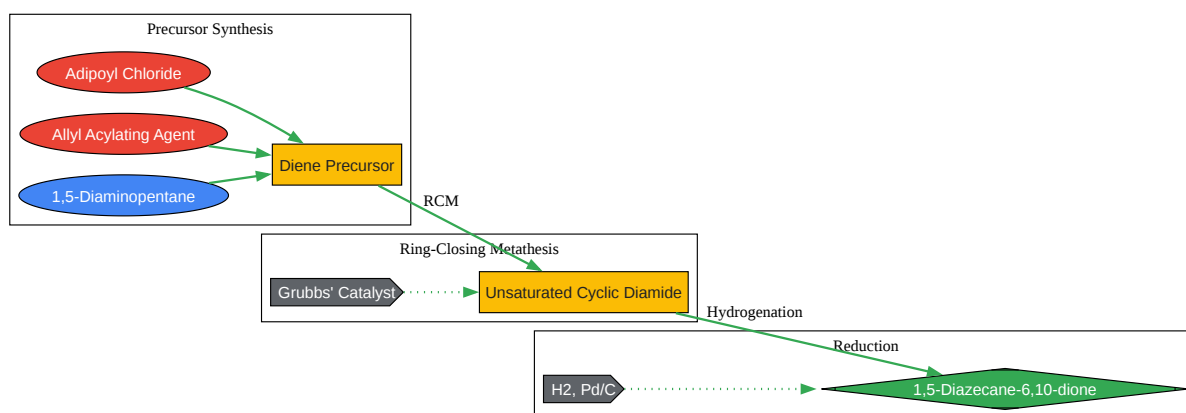 Precursor Synthesis
Adipoyl Chloride
Allyl Acylating Agent
1,5-Diaminopentane
Diene Precursor
RCM
Ring-Closing Metathesis
Grubbs' Catalyst
Unsaturated Cyclic Diamide
Hydrogenation
Reduction
H2, Pd/C
1,5-Diazecane-6,10-dione